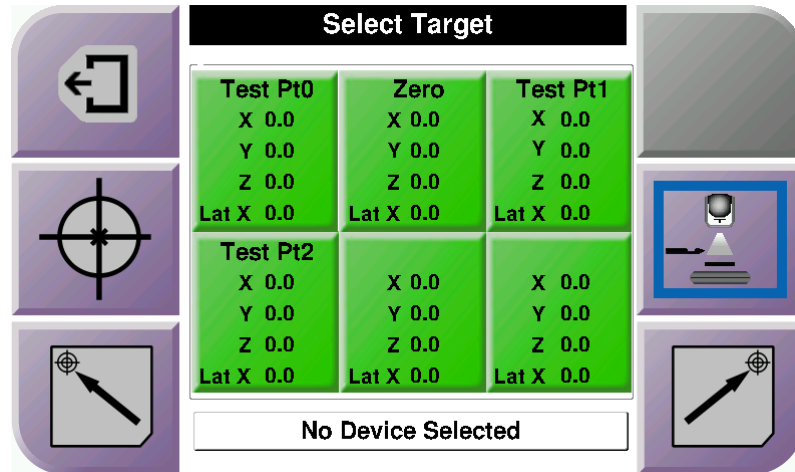 Select Target
Test Pt0 Zero Test Pt1
X 0.0 X 0.0 X 0.0
Y 0.0 Y 0.0 Y 0.0
Z 0.0 Z 0.0 Z 0.0
Lat X 0.0 Lat X 0.0 Lat X 0.0
Test Pt2
X 0.0 X 0.0 X 0.0
Y 0.0 Y 0.0 Y 0.0
Z 0.0 Z 0.0 Z 0.0
Lat X 0.0 Lat X 0.0 Lat X 0.0
No Device Selected